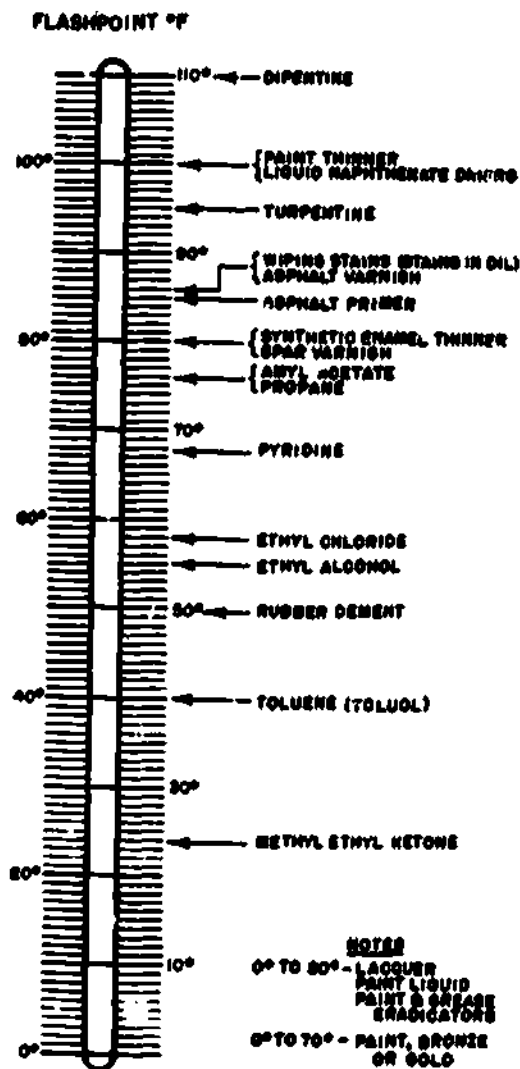 FLASHPOINT °F
110° DIPENTINE
100° { PAINT THINNER
LIQUID NAPHTHENATE
TURPENTINE
90° { WIPING STAINS (STAINS IN OIL)
ASPHALT VARNISH
ASPHALT PRIMER
80° { SYNTHETIC ENAMEL THINNER
SPAR VARNISH
{ AMYL ACETATE
PROPANE
70°
PYRIDINE
60°
ETHYL CHLORIDE
ETHYL ALCOHOL
50° RUBBER CEMENT
40° TOLUENE (TOLUOL)
30°
METHYL ETHYL KETONE
20°
NOTES
10° 0° TO 80° - LACQUER
PAINT LIQUID
PAINT & GREASE
ERADICATORS
0° TO 70° - PAINT, BRONZE
0° OR GOLD